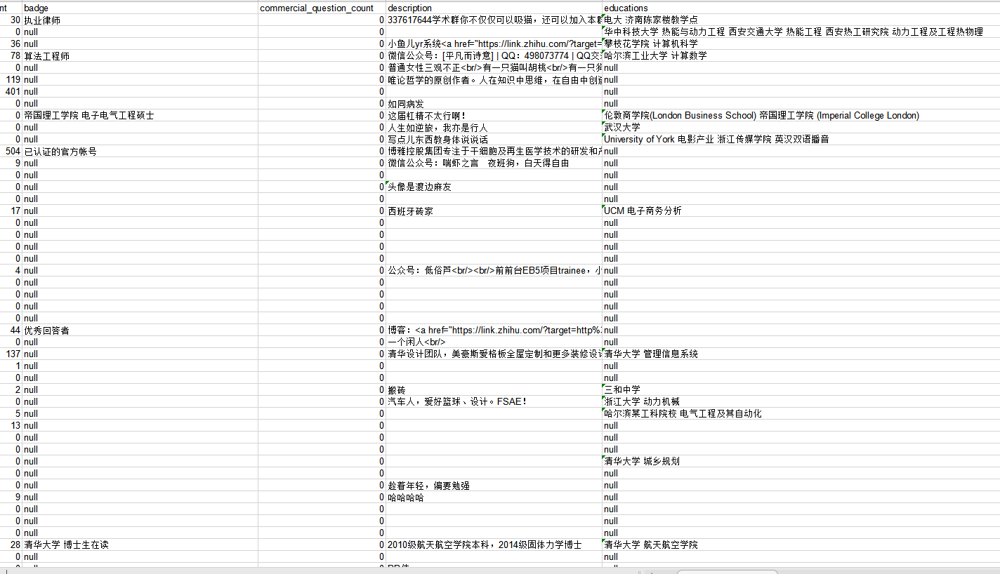 nt badge commercial_question_count description educations
30 执业律师 0 337617644学术群你不仅仅可以吸猫，还可以加入本群 电大 济南陈家楼教学点
0 null 0 华中科技大学 热能与动力工程 西安交通大学 热能工程 西安热工研究院 动力工程及工程热物理
36 null 0 小鱼儿yr系统<a href="https://link.zhihu.com/?target= 攀枝花学院 计算机科学
78 算法工程师 0 微信公众号：[平凡而诗意] | QQ：498073774 | QQ交 哈尔滨工业大学 计算数学
0 null 0 普通女性三观不正<br/>有一只猫叫胡桃<br/>有一只 null
119 null 0 唯论哲学的原创作者。人在知识中思维，在自由中创造 null
401 null 0 null
0 null 0 如同病发 null
0 帝国理工学院 电子电气工程硕士 0 这届杠精不太行啊！ 伦敦商学院(London Business School) 帝国理工学院 (Imperial College London)
0 null 0 人生如逆旅，我亦是行人 武汉大学
0 null 0 写点儿东西教身体说说话 University of York 电影产业 浙江传媒学院 英汉双语播音
504 已认证的官方帐号 0 博雅控股集团专注于干细胞及再生医学技术的研发和产 null
9 null 0 微信公众号：喘虾之言　夜班狗，白天得自由 null
0 null 0 null
0 null 0 头像是渡边麻友 null
0 null 0 null
17 null 0 西班牙砖家 UCM 电子商务分析
0 null 0 null
0 null 0 null
0 null 0 null
0 null 0 null
4 null 0 公众号：低俗芦<br/><br/>前前台EB5项目trainee，小 null
0 null 0 null
0 null 0 null
0 null 0 null
0 null 0 null
44 优秀回答者 0 博客：<a href="https://link.zhihu.com/?target=http%3 null
0 null 0 一个闲人<br/> null
137 null 0 清华设计团队，美豪斯爱格板全屋定制和更多装修设计 清华大学 管理信息系统
1 null 0 null
0 null 0 null
2 null 0 搬砖 三和中学
0 null 0 汽车人，爱好篮球、设计。FSAE！ 浙江大学 动力机械
5 null 0 哈尔滨某工科院校 电气工程及其自动化
13 null 0 null
0 null 0 null
0 null 0 null
0 null 0 清华大学 城乡规划
0 null 0 null
0 null 0 趁着年轻，偏要勉强 null
9 null 0 哈哈哈哈 null
0 null 0 null
0 null 0 null
0 null 0 null
28 清华大学 博士生在读 0 2010级航天航空学院本科，2014级固体力学博士 清华大学 航天航空学院
0 null 0 null